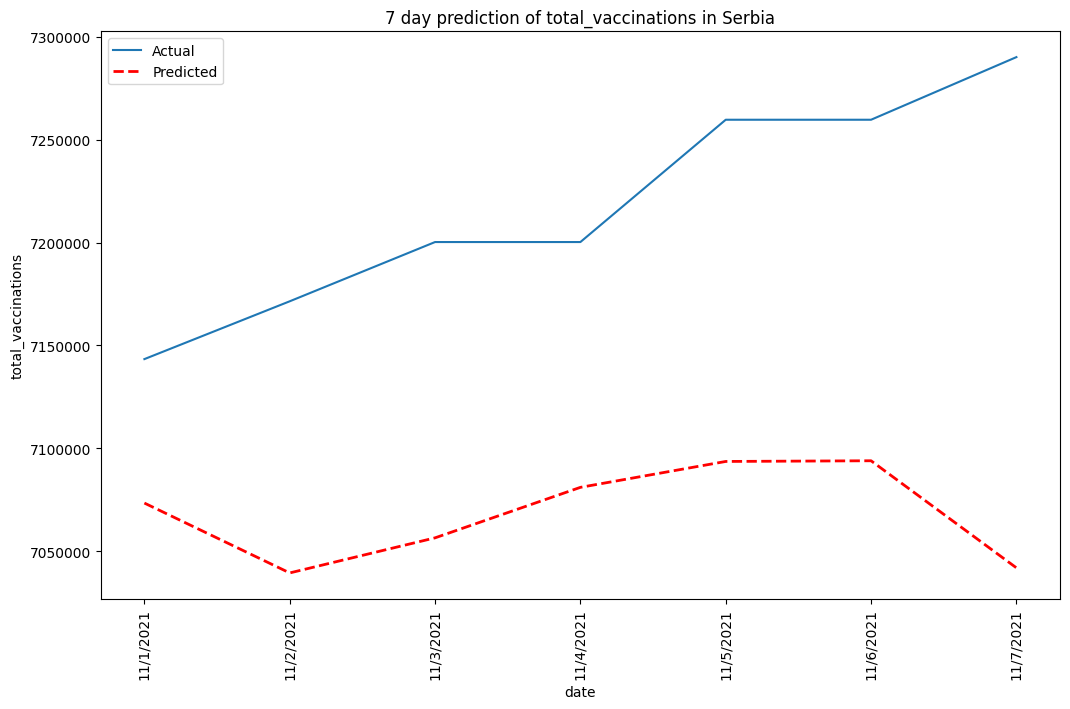 7 day prediction of total_vaccinations in Serbia
Actual
Predicted
7300000
7250000
7200000
7150000
7100000
7050000
total_vaccinations
11/1/2021
11/2/2021
11/3/2021
11/4/2021
11/5/2021
11/6/2021
11/7/2021
date